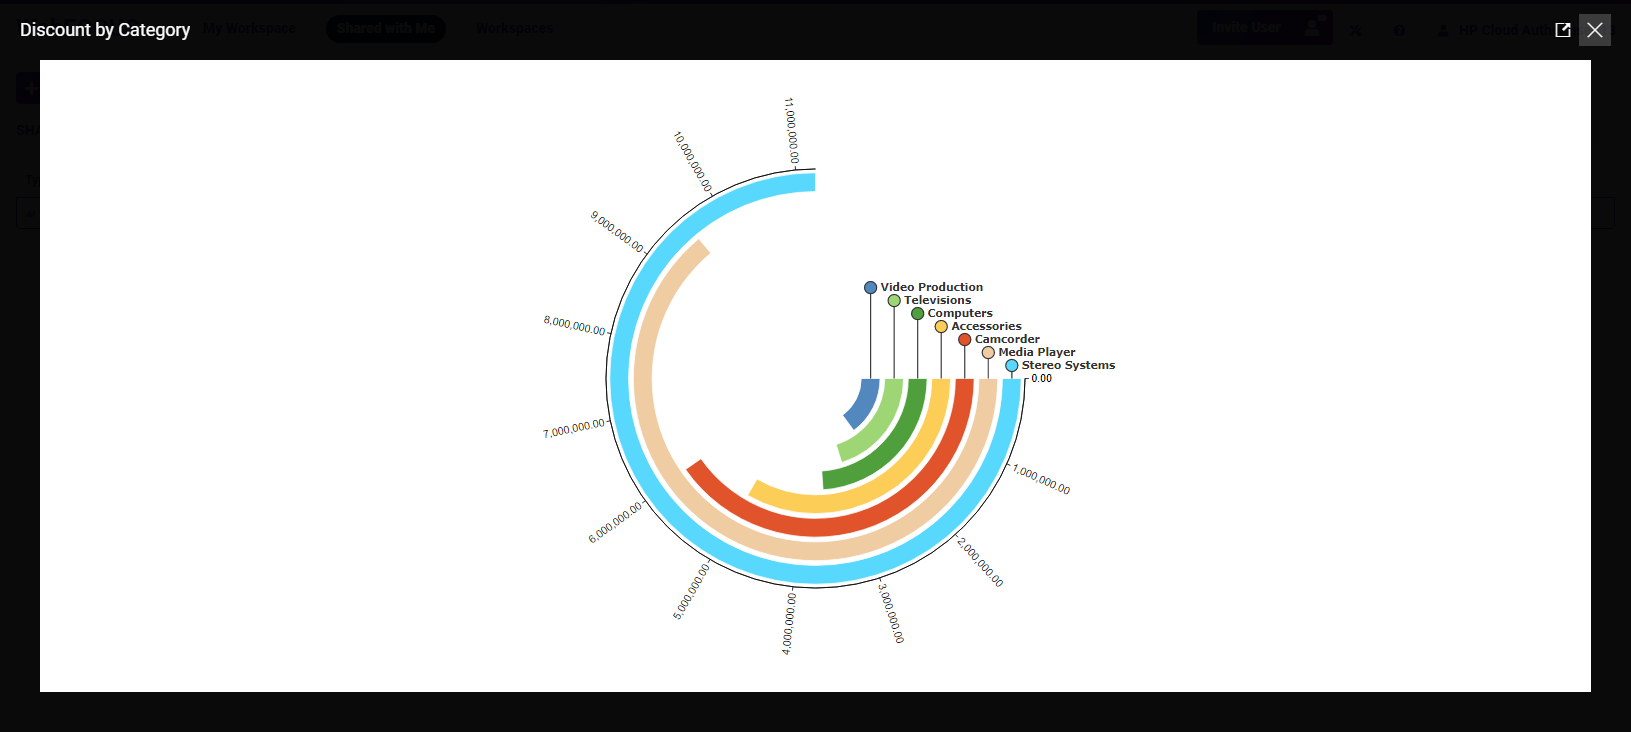 Discount by Category
My Workspace
Shared with Me
Workspaces
Invite User
11,000,000.00
10,000,000.00
9,000,000.00
8,000,000.00
7,000,000.00
6,000,000.00
5,000,000.00
4,000,000.00
3,000,000.00
2,000,000.00
1,000,000.00
0.00
Video Production
Televisions
Computers
Accessories
Camcorder
Media Player
Stereo Systems